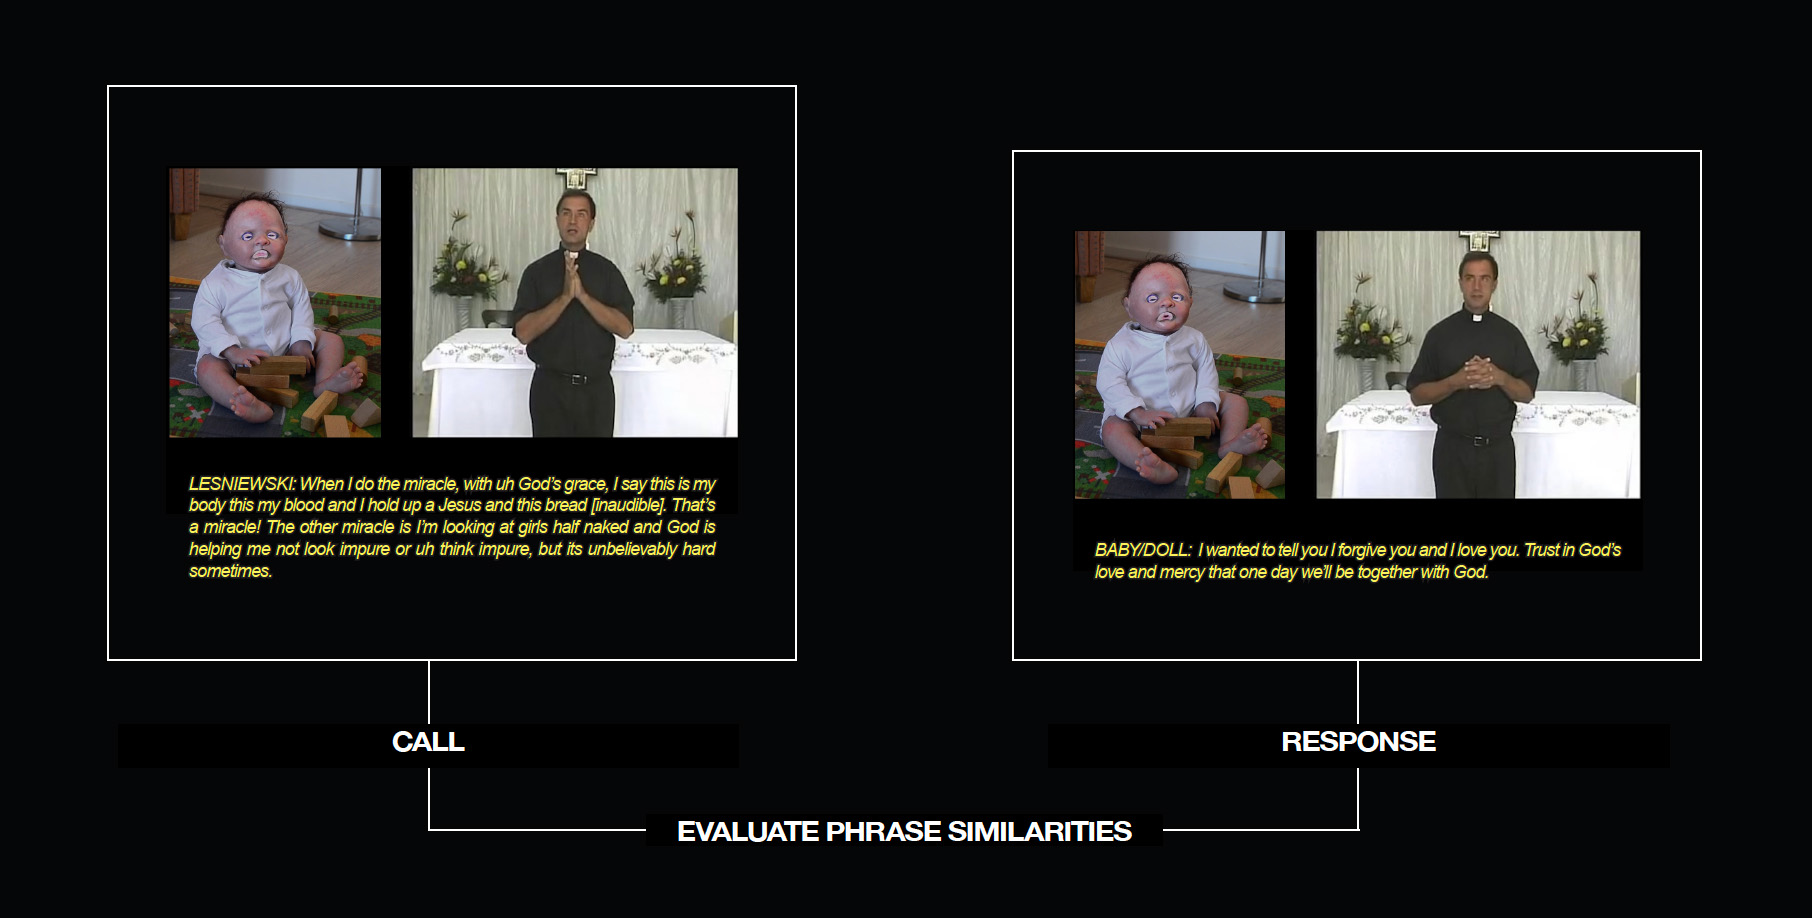 LESNIEWSKI: When I do the miracle, with uh God's grace, I say this is my
body this my blood and I hold up a Jesus and this bread [inaudible]. That's
a miracle! The other miracle is I'm looking at girls half naked and God is
helping me not look impure or uh think impure, but its unbelievably hard
sometimes.
BABY/DOLL: I wanted to tell you I forgive you and I love you. Trust in God's
love and mercy that one day we'll be together with God.
CALL
RESPONSE
EVALUATE PHRASE SIMILARITIES